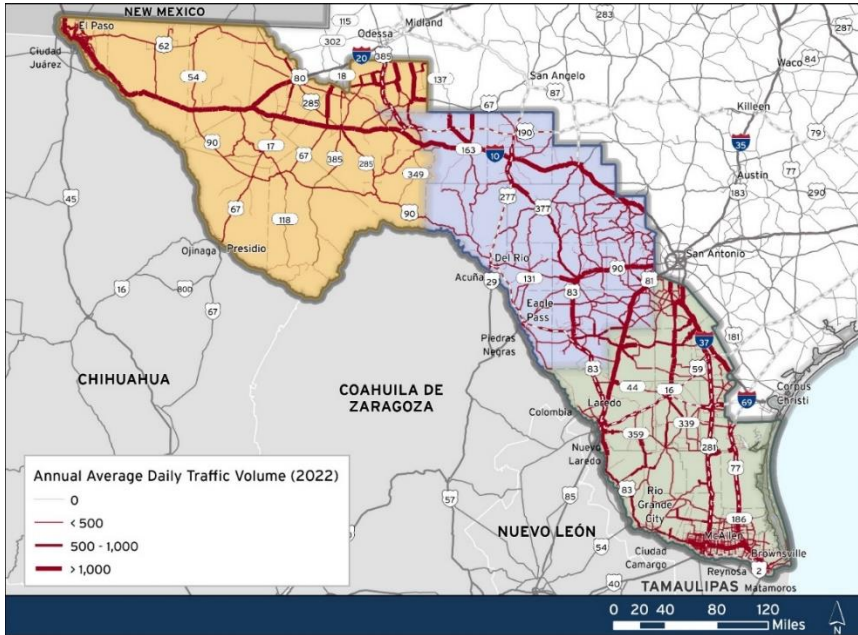 NEW MEXICO
El Paso
Ciudad
Juárez
62
54
115
302
Odessa
Midland
20
385
18
80
285
137
283
287
Waco
84
San Angelo
87
67
Killeen
190
79
35
163
10
Austin
77
183
290
90
17
67
385
285
349
277
377
45
67
118
90
San Antonio
Ojinaga
Presidio
Del Rio
Acuña
29
131
90
81
83
Eagle
Pass
16
800
67
Piedras
Negras
37
181
59
CHIHUAHUA
COAHUILA DE
ZARAGOZA
83
44
16
69
Corpus
Christi
Colombia
Laredo
339
359
Nuevo
Laredo
281
77
57
85
83
Rio
Grande
City
186
McAllen
NUEVO LEÓN
54
Ciudad
Camargo
Brownsville
Reynosa
2
40
TAMAULIPAS
Matamoros
Annual Average Daily Traffic Volume (2022)
0
< 500
500 - 1,000
> 1,000
0 20 40 80 120
Miles
N